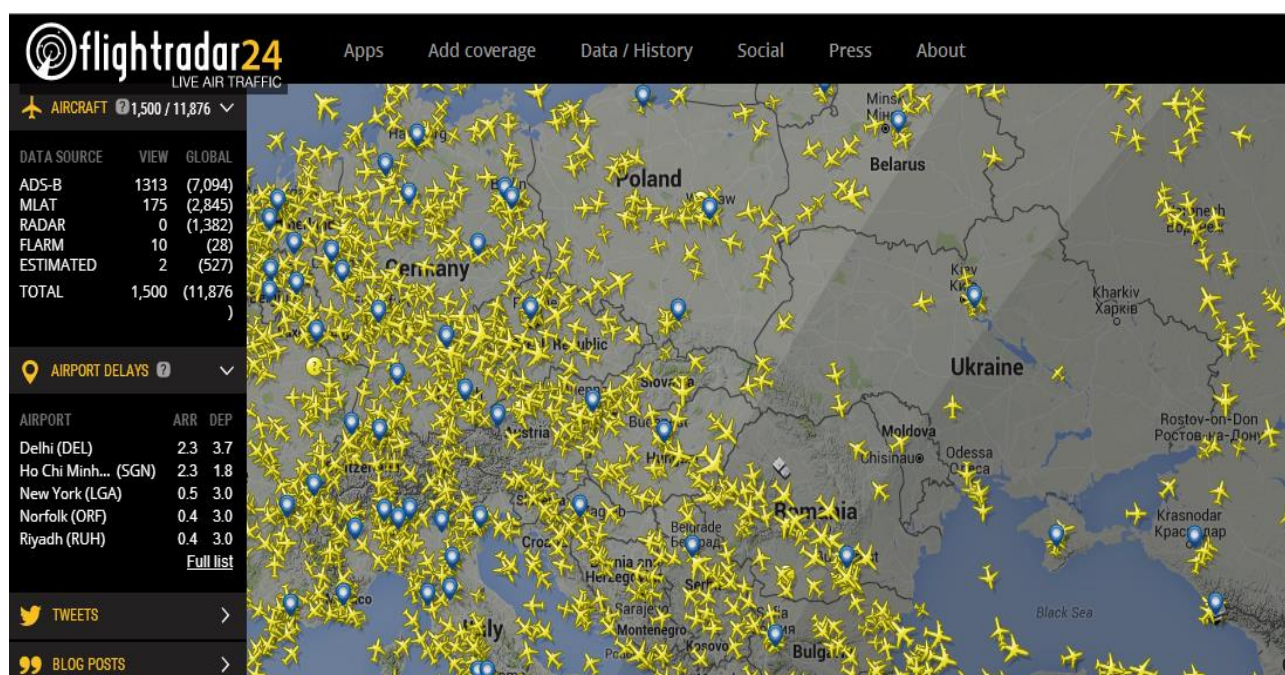 flightradar24
LIVE AIR TRAFFIC
Apps Add coverage Data / History Social Press About
AIRCRAFT ? 1,500 / 11,876
DATA SOURCE VIEW GLOBAL
ADS-B 1313 (7,094)
MLAT 175 (2,845)
RADAR 0 (1,382)
FLARM 10 (28)
ESTIMATED 2 (527)
TOTAL 1,500 (11,876
)
AIRPORT DELAYS ?
AIRPORT ARR DEP
Delhi (DEL) 2.3 3.7
Ho Chi Minh... (SGN) 2.3 1.8
New York (LGA) 0.5 3.0
Norfolk (ORF) 0.4 3.0
Riyadh (RUH) 0.4 3.0
Full list
TWEETS
BLOG POSTS
Belarus
Poland
Germany
Kharkiv
Харків
Ukraine
Austria
Moldova
Odessa
Rostov-on-Don
Romania
Krasnodar
Belgrade
Sarajevo
Black Sea
Montenegro
Italy